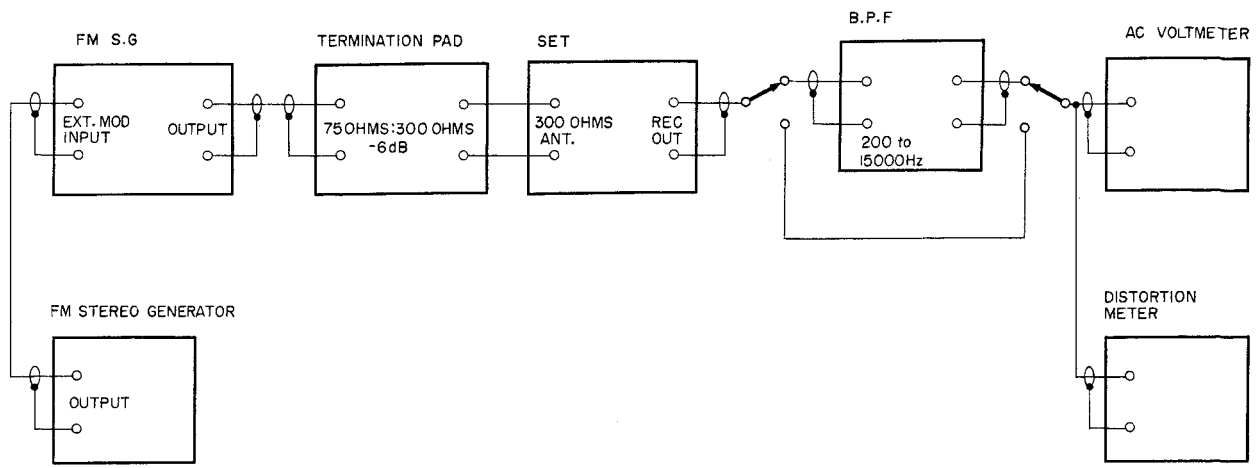 FM S.G
TERMINATION PAD
SET
B.P.F
AC VOLTMETER
EXT. MOD
INPUT
OUTPUT
75OHMS:300 OHMS
-6dB
300 OHMS
ANT.
REC
OUT
200 to
15000Hz
FM STEREO GENERATOR
OUTPUT
DISTORTION
METER